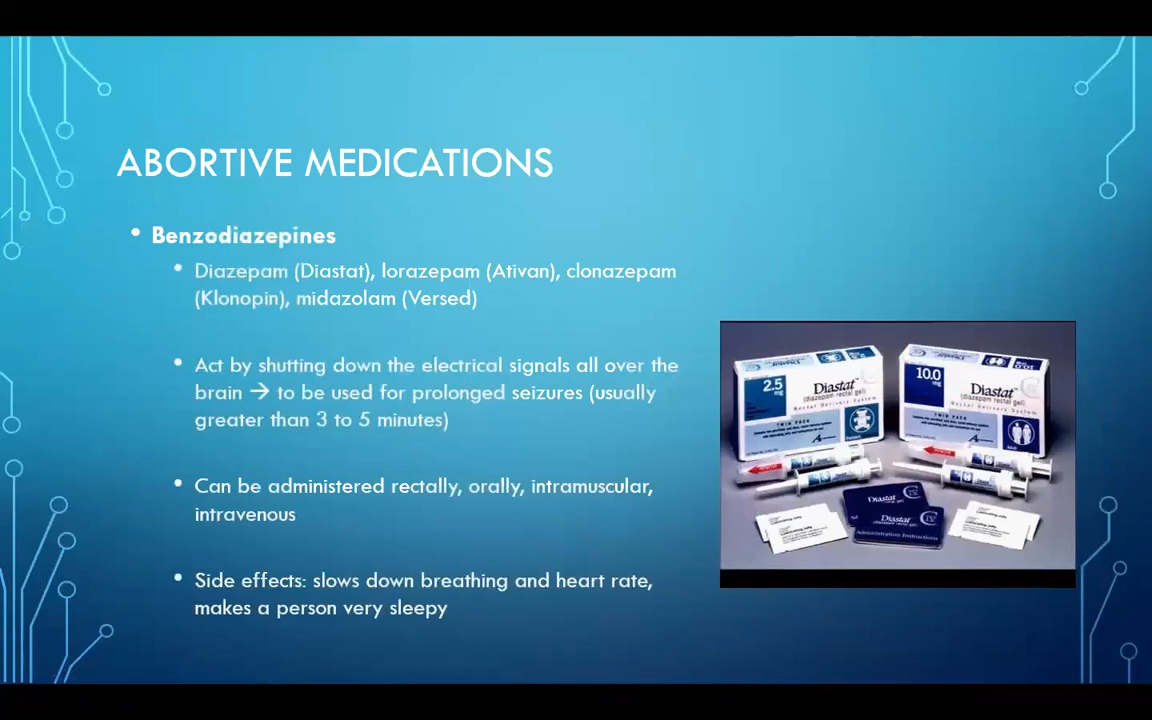 ABORTIVE MEDICATIONS
• Benzodiazepines
• Diazepam (Diastat), lorazepam (Ativan), clonazepam
(Klonopin), midazolam (Versed)
• Act by shutting down the electrical signals all over the
brain → to be used for prolonged seizures (usually
greater than 3 to 5 minutes)
• Can be administered rectally, orally, intramuscular,
intravenous
• Side effects: slows down breathing and heart rate,
makes a person very sleepy
2.5
mg
Diastat
(diazepam rectal gel)
Rectal Delivery System
TWIN PACK
10.0
mg
Diastat
(diazepam rectal gel)
Rectal Delivery System
TWIN PACK
Diastat
Diastat
Administration Instructions